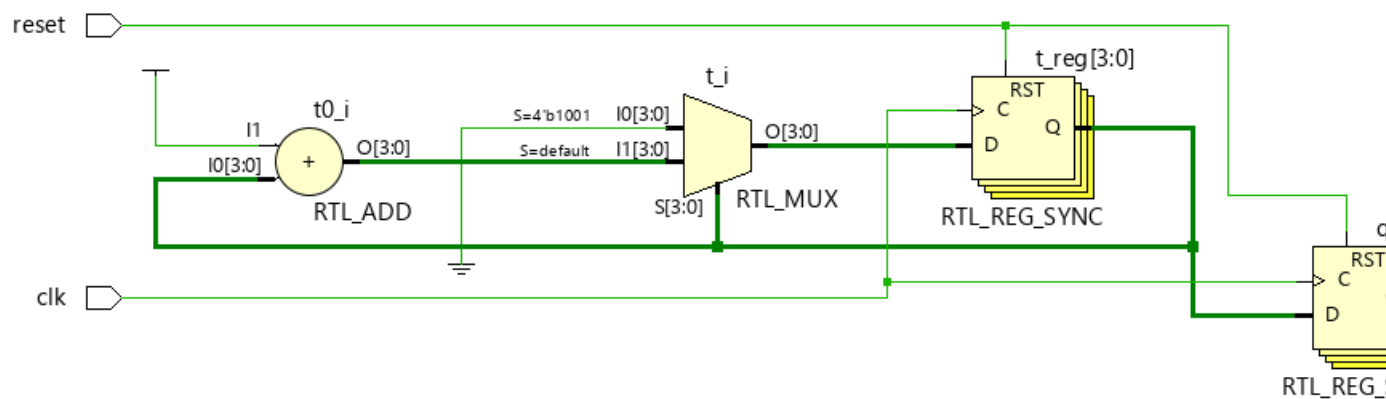 reset
t_reg[3:0]
t_i
RST
t0_i
S=4'b1001
I0[3:0]
C
I1
O[3:0]
Q
O[3:0]
S=default
I1[3:0]
D
I0[3:0]
+
RTL_ADD
S[3:0]
RTL_MUX
RTL_REG_SYNC
q
RST
C
clk
D
RTL_REG_S